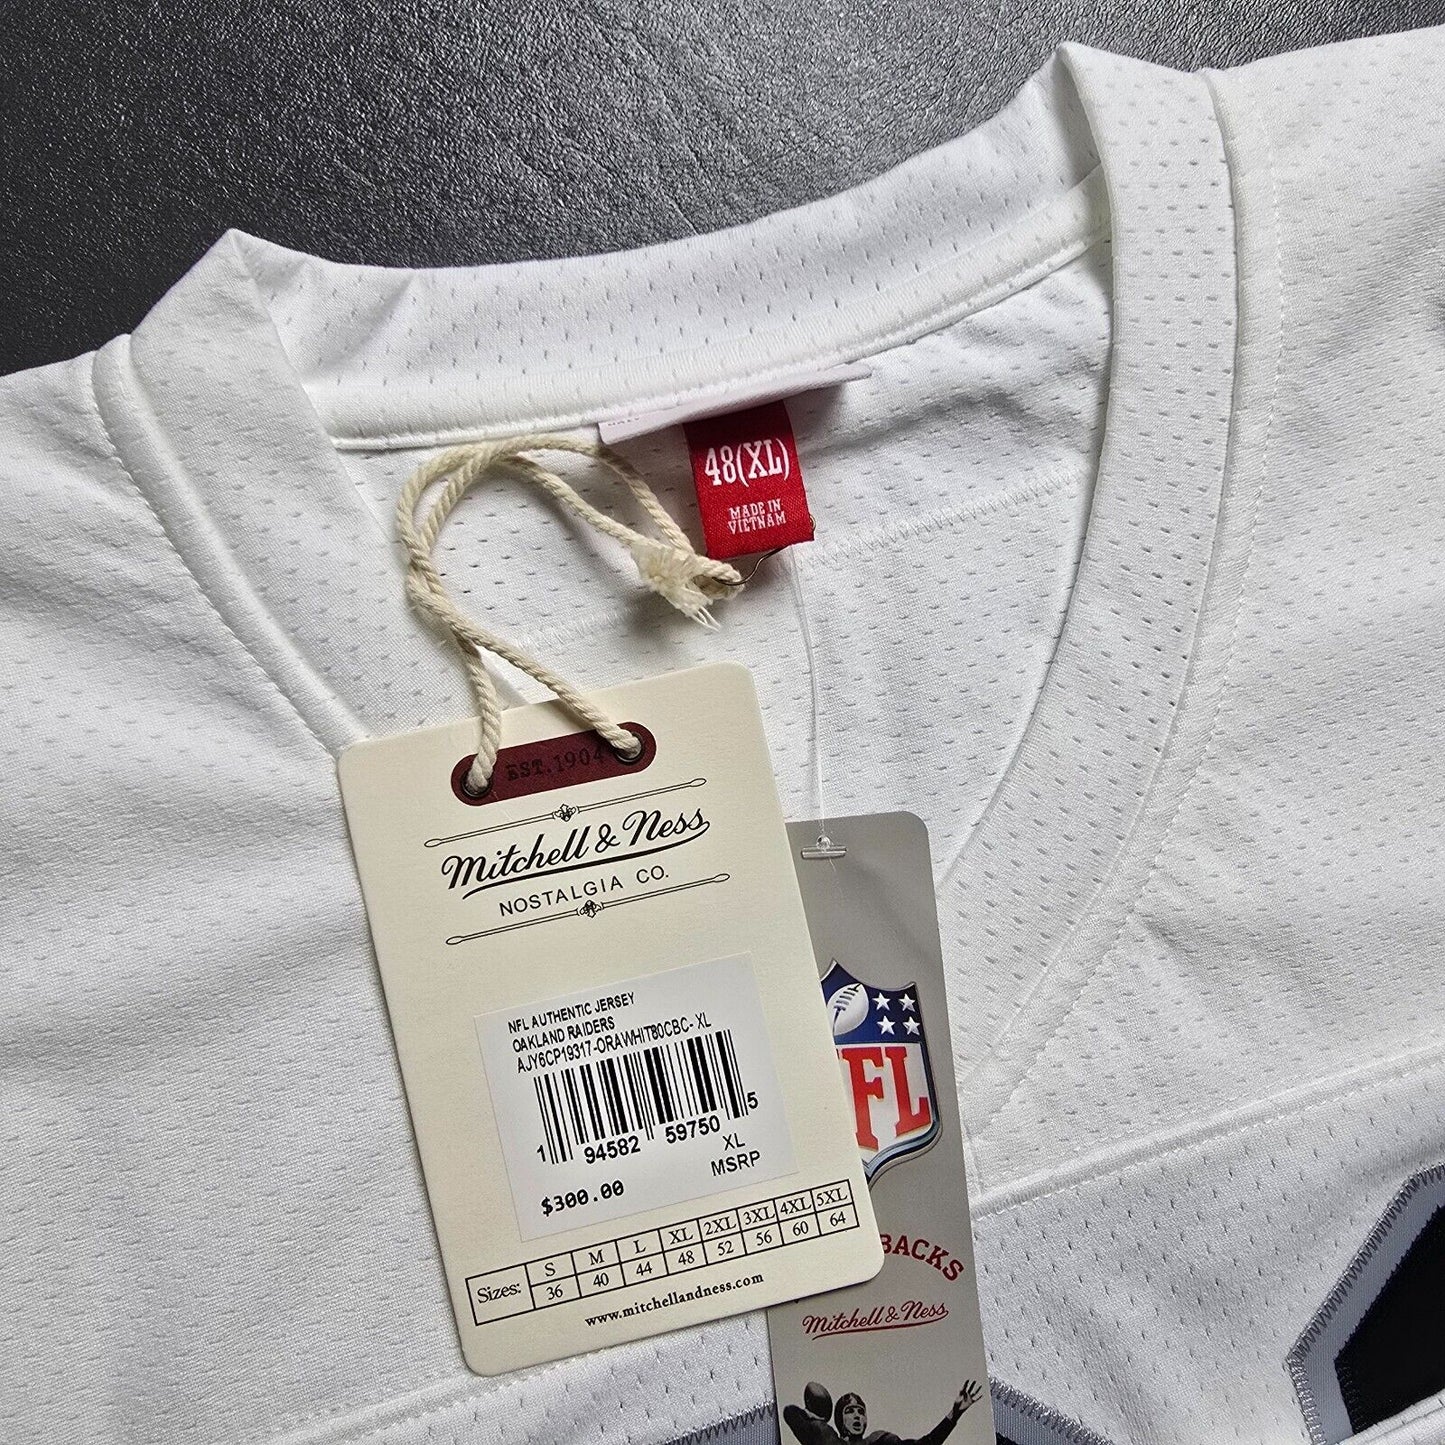 48(XL)
MADE IN
VIETNAM
EST.1904
Mitchell & Ness
NOSTALGIA CO.
NFL AUTHENTIC JERSEY
OAKLAND RAIDERS
AJY6CP19317-ORAWHIT80CBC- XL
1 94582 59750 5
XL
$300.00 MSRP
Sizes: S M L XL 2XL 3XL 4XL 5XL
36 40 44 48 52 56 60 64
www.mitchellandness.com
NFL
BACKS
Mitchell & Ness